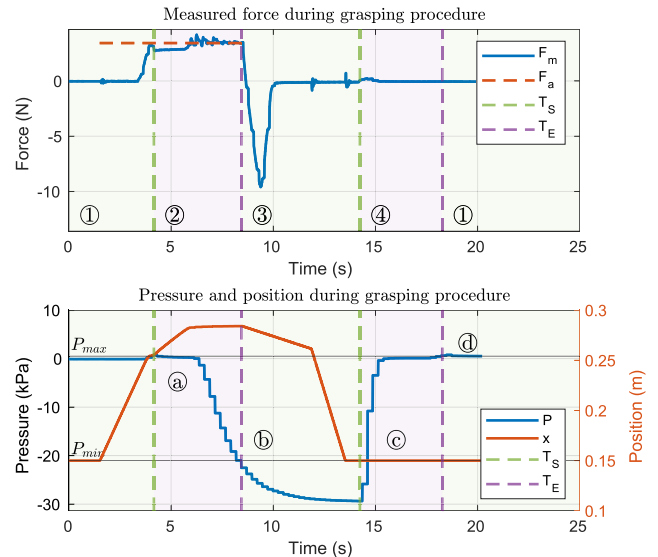 Measured force during grasping procedure
Force (N)
0
-5
-10
F_m
F_a
T_S
T_E
① ② ③ ④ ①
0 5 10 15 20 25
Time (s)
Pressure and position during grasping procedure
Pressure (kPa)
10
0
-10
-20
-30
P_max
P_min
ⓐ ⓑ ⓒ ⓓ
P
x
T_S
T_E
0.3
0.25
0.2
0.15
0.1
Position (m)
0 5 10 15 20 25
Time (s)